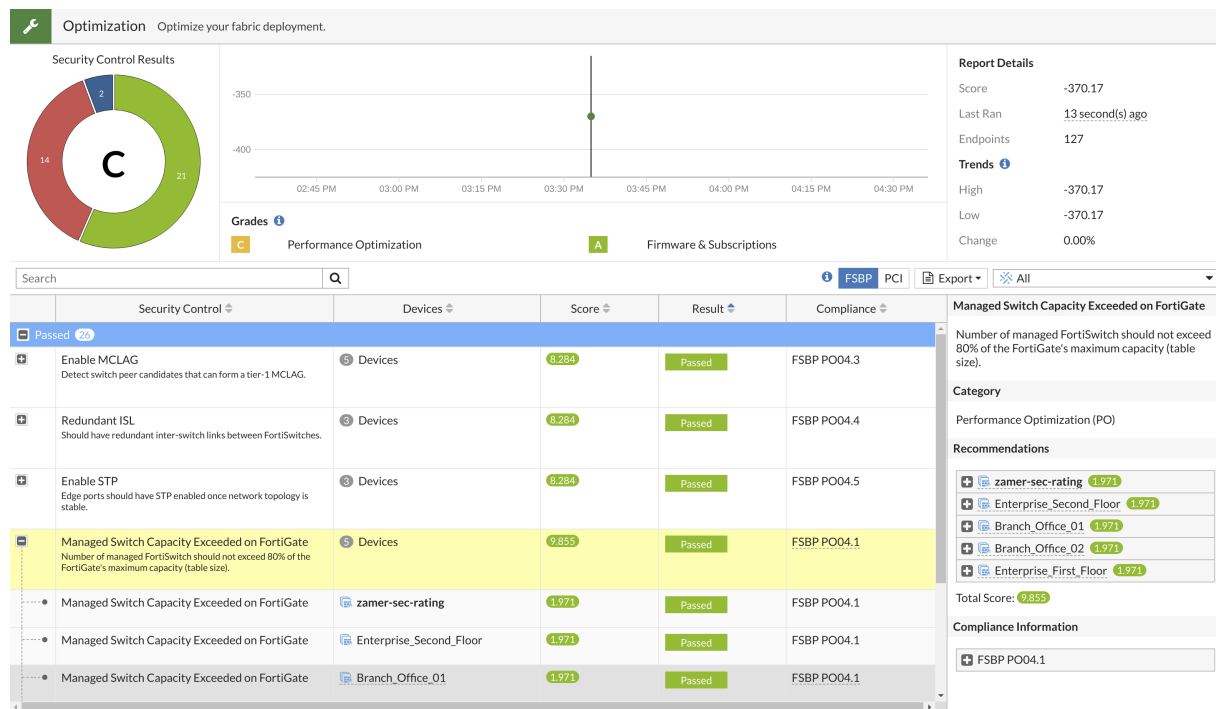 Optimization Optimize your fabric deployment.
Security Control Results
2
14
C
21
-350
-400
02:45 PM 03:00 PM 03:15 PM 03:30 PM 03:45 PM 04:00 PM 04:15 PM 04:30 PM
Grades
C Performance Optimization A Firmware & Subscriptions
Report Details
Score -370.17
Last Ran 13 second(s) ago
Endpoints 127
Trends
High -370.17
Low -370.17
Change 0.00%
Search FSBP PCI Export All
Security Control Devices Score Result Compliance
Passed 26
Enable MCLAG 5 Devices 8.284 Passed FSBP PO04.3
Detect switch peer candidates that can form a tier-1 MCLAG.
Redundant ISL 3 Devices 8.284 Passed FSBP PO04.4
Should have redundant inter-switch links between FortiSwitches.
Enable STP 3 Devices 8.284 Passed FSBP PO04.5
Edge ports should have STP enabled once network topology is
stable.
Managed Switch Capacity Exceeded on FortiGate 5 Devices 9.855 Passed FSBP PO04.1
Number of managed FortiSwitch should not exceed 80% of the
FortiGate's maximum capacity (table size).
Managed Switch Capacity Exceeded on FortiGate zamer-sec-rating 1.971 Passed FSBP PO04.1
Managed Switch Capacity Exceeded on FortiGate Enterprise_Second_Floor 1.971 Passed FSBP PO04.1
Managed Switch Capacity Exceeded on FortiGate Branch_Office_01 1.971 Passed FSBP PO04.1
Managed Switch Capacity Exceeded on FortiGate
Number of managed FortiSwitch should not exceed
80% of the FortiGate's maximum capacity (table
size).
Category
Performance Optimization (PO)
Recommendations
zamer-sec-rating 1.971
Enterprise_Second_Floor 1.971
Branch_Office_01 1.971
Branch_Office_02 1.971
Enterprise_First_Floor 1.971
Total Score: 9.855
Compliance Information
FSBP PO04.1